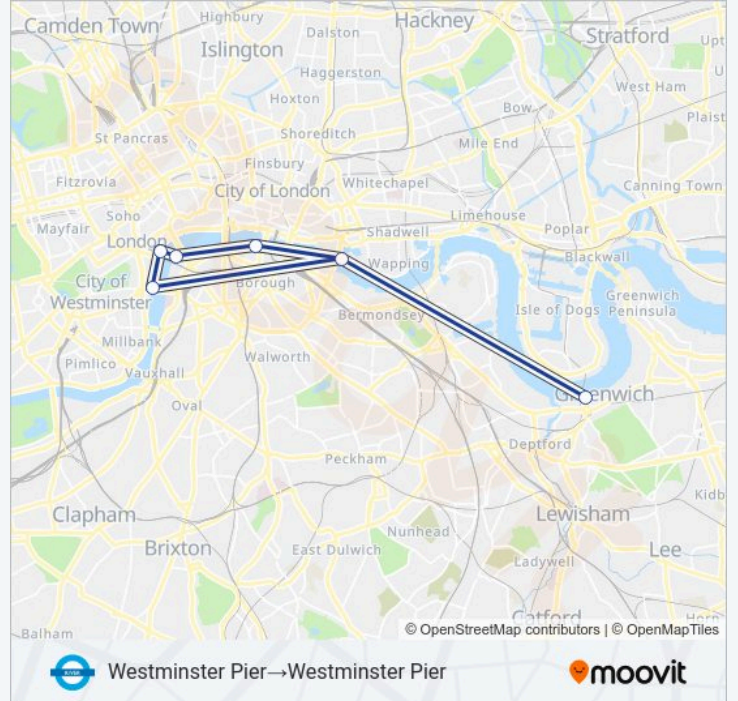 Highbury
Camden Town
Dalston
Hackney
Stratford
Islington
Upt
Haggerston
U
West Ham
Hoxton
Bow
Plaist
St Pancras
Shoreditch
Mile End
Finsbury
Fitzrovia
City of London
Whitechapel
Canning Town
Soho
Limehouse
Mayfair
Shadwell
Poplar
London
Blackwall
Wapping
City of
Westminster
Borough
Greenwich
Peninsula
Isle of Dogs
Bermondsey
Millbank
Walworth
Pimlico
Vauxhall
Greenwich
Oval
Deptford
Peckham
Kidb
Clapham
Lewisham
Nunhead
Brixton
East Dulwich
Lee
Ladywell
Catford
Horn
Balham
© OpenStreetMap contributors | © OpenMapTiles
RIVER
Westminster Pier→Westminster Pier
moovit